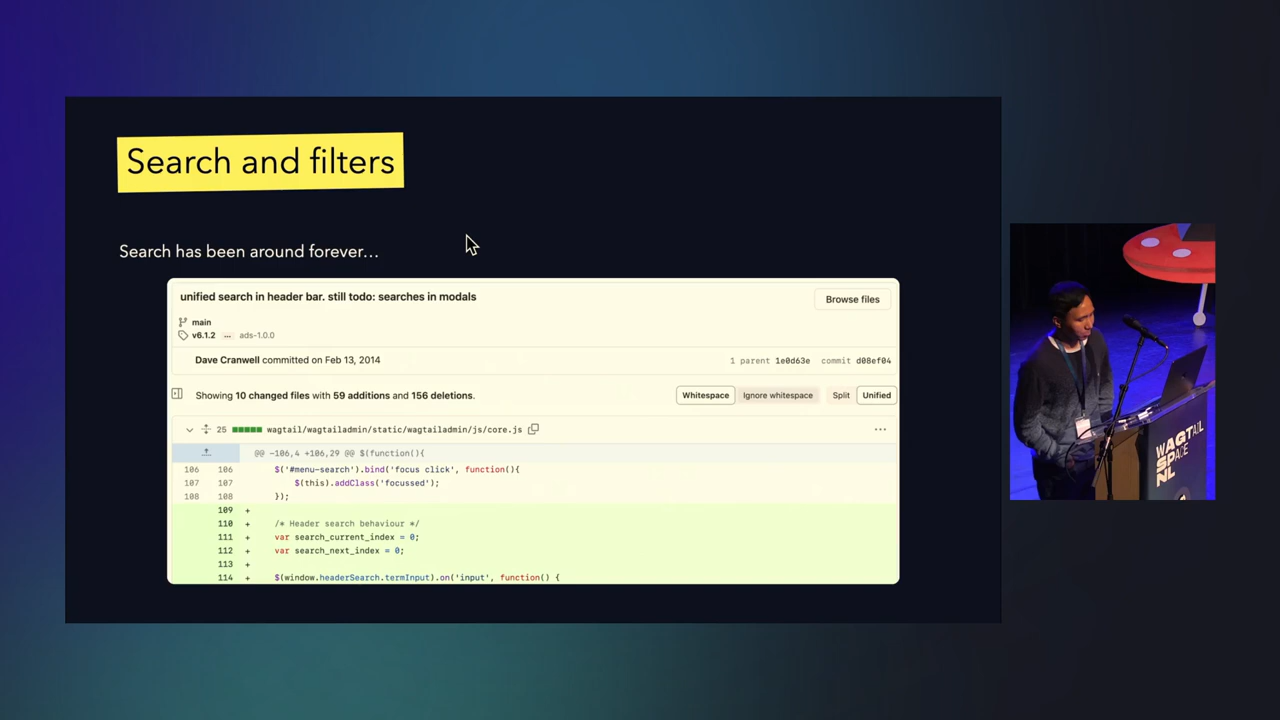 Search and filters
Search has been around forever…
unified search in header bar. still todo: searches in modals
Browse files
main
v6.1.2 ... ads-1.0.0
Dave Cranwell committed on Feb 13, 2014
1 parent 1e0d63e commit d08ef04
Showing 10 changed files with 59 additions and 156 deletions.
Whitespace Ignore whitespace Split Unified
25 wagtail/wagtailadmin/static/wagtailadmin/js/core.js
@@ -106,4 +106,29 @@ $(function(){
106 106 $('#menu-search').bind('focus click', function(){
107 107 $(this).addClass('focussed');
108 108 });
109 +
110 + /* Header search behaviour */
111 + var search_current_index = 0;
112 + var search_next_index = 0;
113 +
114 + $(window.headerSearch.termInput).on('input', function() {
WAGTAIL
SPACE
NL